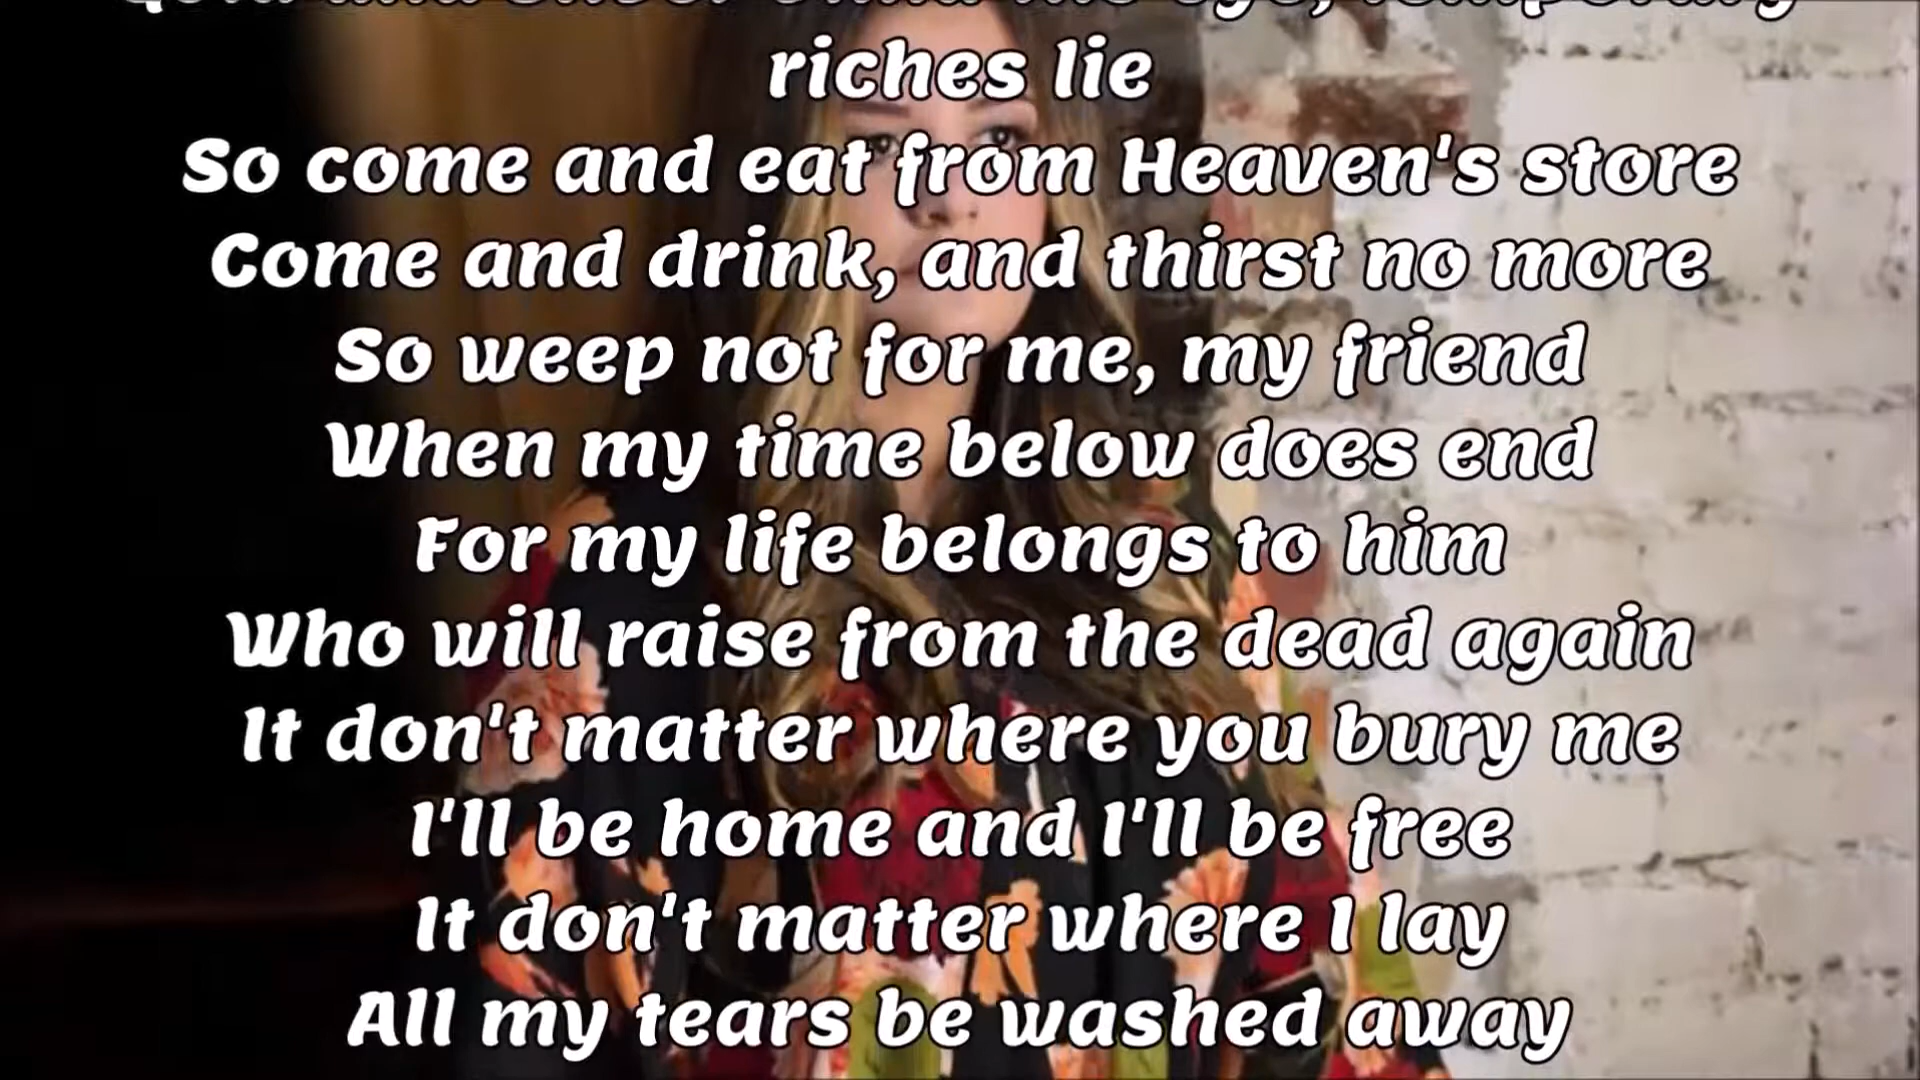 riches lie
So come and eat from Heaven's store
Come and drink, and thirst no more
So weep not for me, my friend
When my time below does end
For my life belongs to him
Who will raise from the dead again
It don't matter where you bury me
I'll be home and I'll be free
It don't matter where I lay
All my tears be washed away